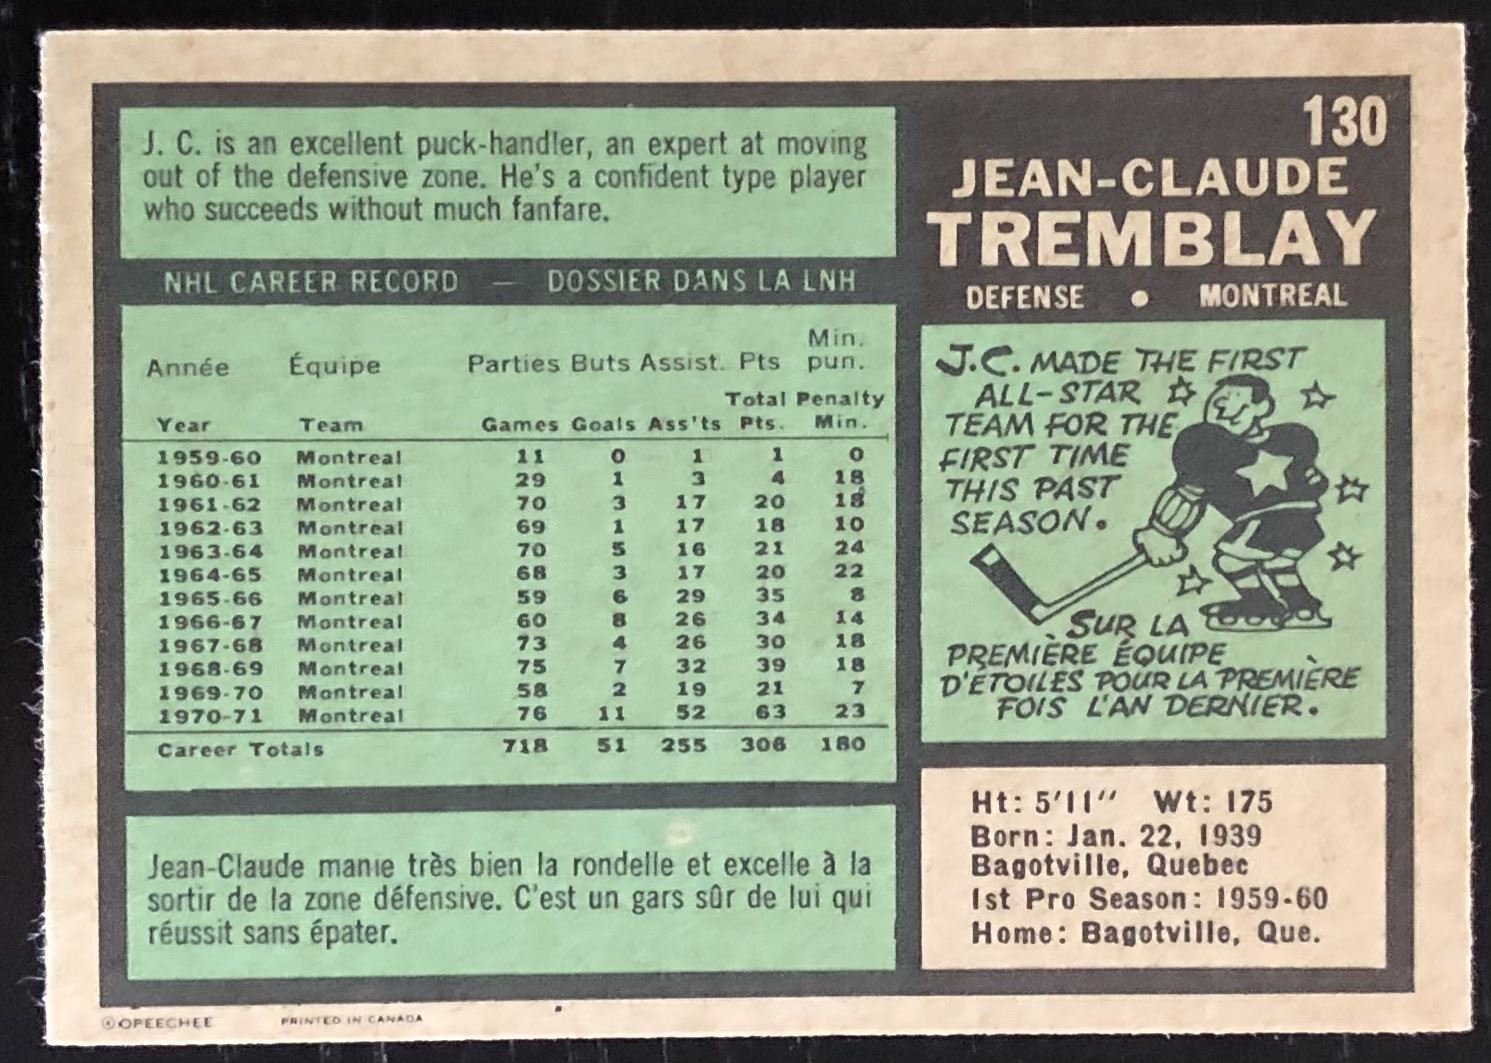 J. C. is an excellent puck-handler, an expert at moving
out of the defensive zone. He's a confident type player
who succeeds without much fanfare.
NHL CAREER RECORD — DOSSIER DANS LA LNH
Min.
Année Équipe Parties Buts Assist. Pts pun.
Total Penalty
Year Team Games Goals Ass'ts Pts. Min.
1959-60 Montreal 11 0 1 1 0
1960-61 Montreal 29 1 3 4 18
1961-62 Montreal 70 3 17 20 18
1962-63 Montreal 69 1 17 18 10
1963-64 Montreal 70 5 16 21 24
1964-65 Montreal 68 3 17 20 22
1965-66 Montreal 59 6 29 35 8
1966-67 Montreal 60 8 26 34 14
1967-68 Montreal 73 4 26 30 18
1968-69 Montreal 75 7 32 39 18
1969-70 Montreal 58 2 19 21 7
1970-71 Montreal 76 11 52 63 23
Career Totals 718 51 255 306 180
Jean-Claude manie très bien la rondelle et excelle à la
sortir de la zone défensive. C'est un gars sûr de lui qui
réussit sans épater.
130
JEAN-CLAUDE
TREMBLAY
DEFENSE • MONTREAL
J.C. MADE THE FIRST
ALL-STAR
TEAM FOR THE
FIRST TIME
THIS PAST
SEASON.
SUR LA
PREMIÈRE ÉQUIPE
D'ÉTOILES POUR LA PREMIÈRE
FOIS L'AN DERNIER.
Ht: 5'11" Wt: 175
Born: Jan. 22, 1939
Bagotville, Quebec
1st Pro Season: 1959-60
Home: Bagotville, Que.
©OPEECHEE PRINTED IN CANADA